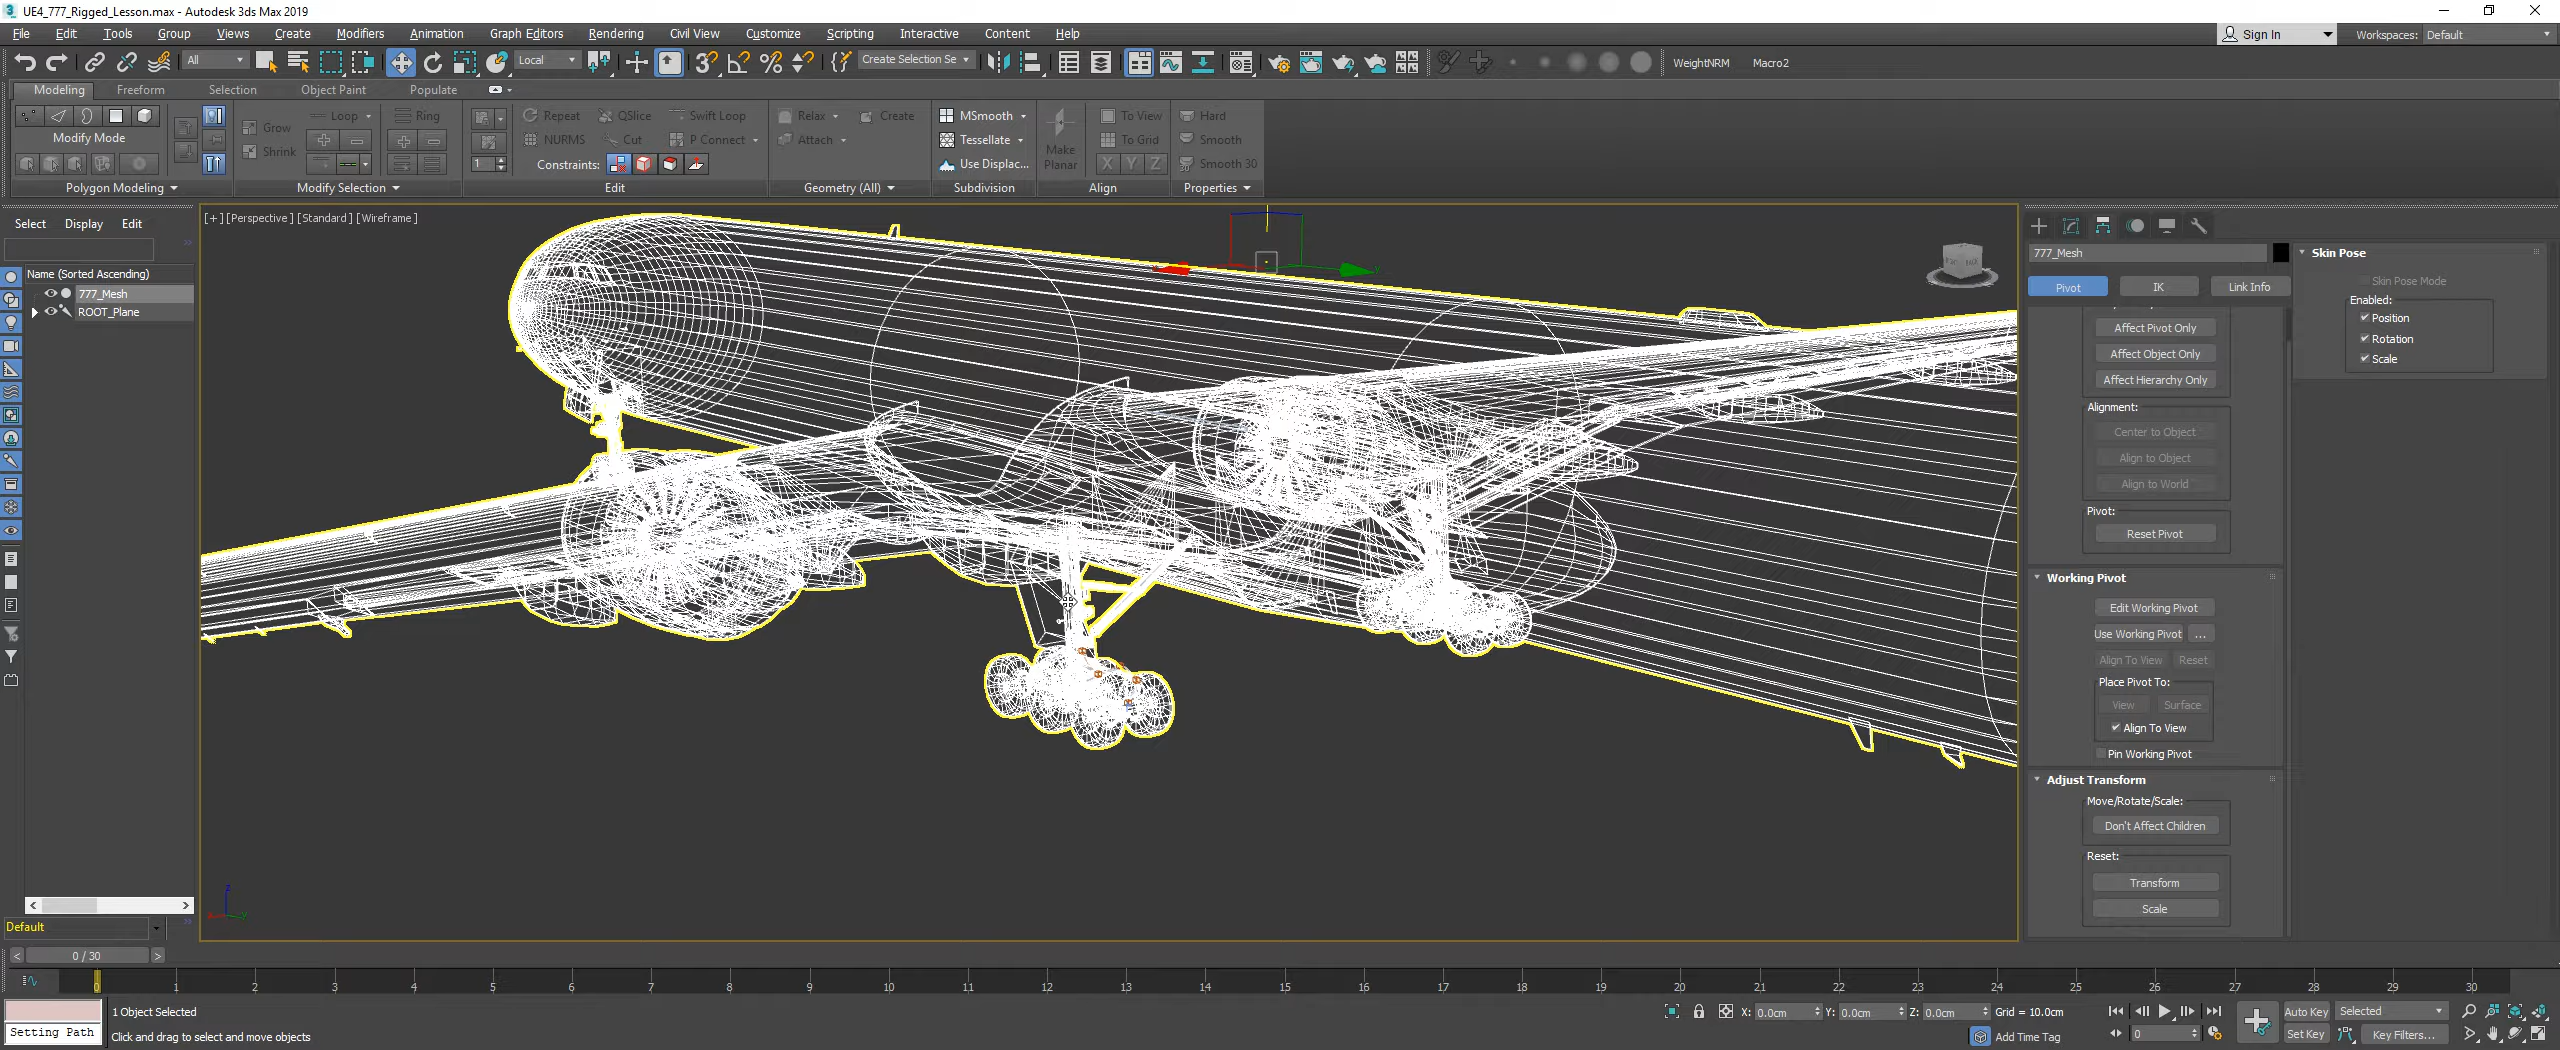 UE4_777_Rigged_Lesson.max - Autodesk 3ds Max 2019
File Edit Tools Group Views Create Modifiers Animation Graph Editors Rendering Civil View Customize Scripting Interactive Content Help
Sign In Workspaces: Default
All Local Create Selection Se WeightNRM Macro2
Modeling Freeform Selection Object Paint Populate
Loop Ring Repeat QSlice Swift Loop Relax Create MSmooth To View Hard
Modify Mode Grow NURMS Cut P Connect Attach Tessellate Make Planar To Grid Smooth
Shrink 1 Constraints: Use Displac... X Y Z Smooth 30
Polygon Modeling Modify Selection Edit Geometry (All) Subdivision Align Properties
Select Display Edit
[+] [Perspective ] [Standard ] [Wireframe ]
Name (Sorted Ascending)
777_Mesh
ROOT_Plane
y
z
y
777_Mesh
Pivot IK Link Info
Affect Pivot Only
Affect Object Only
Affect Hierarchy Only
Alignment:
Center to Object
Align to Object
Align to World
Pivot:
Reset Pivot
Working Pivot
Edit Working Pivot
Use Working Pivot ...
Align To View Reset
Place Pivot To:
View Surface
Align To View
Pin Working Pivot
Adjust Transform
Move/Rotate/Scale:
Don't Affect Children
Reset:
Transform
Scale
Skin Pose
Skin Pose Mode
Enabled:
Position
Rotation
Scale
Default
0 / 30
0 1 2 3 4 5 6 7 8 9 10 11 12 13 14 15 16 17 18 19 20 21 22 23 24 25 26 27 28 29 30
1 Object Selected
Setting Path Click and drag to select and move objects
X: 0.0cm Y: 0.0cm Z: 0.0cm Grid = 10.0cm
Add Time Tag
0
Auto Key Selected
Set Key Key Filters...